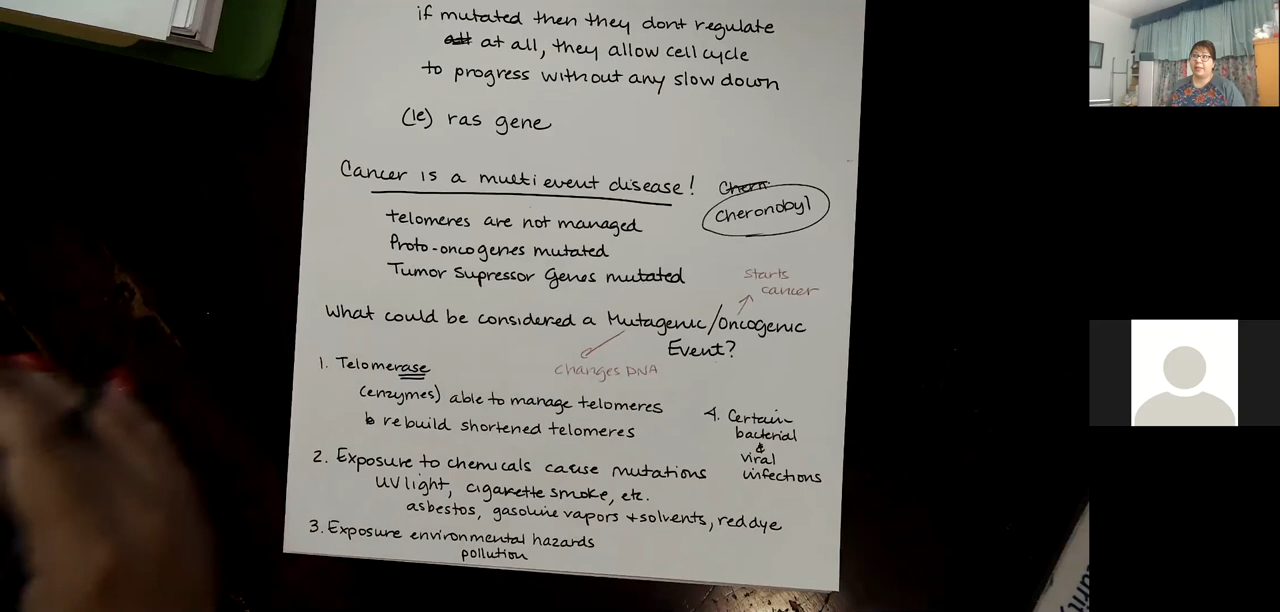 if mutated then they dont regulate
at all, they allow cell cycle
to progress without any slow down
(ie) ras gene
Cancer is a multi event disease!
Chern
Cheronobyl
telomeres are not managed
Proto-oncogenes mutated
Tumor Supressor Genes mutated
starts
cancer
What could be considered a Mutagenic/Oncogenic
Event?
changes DNA
1. Telomerase
(enzymes) able to manage telomeres
& rebuild shortened telomeres
2. Exposure to chemicals cause mutations
UV light, cigarette smoke, etc.
asbestos, gasoline vapors + solvents, red dye
3. Exposure environmental hazards
pollution
4. Certain
bacterial
&
viral
infections